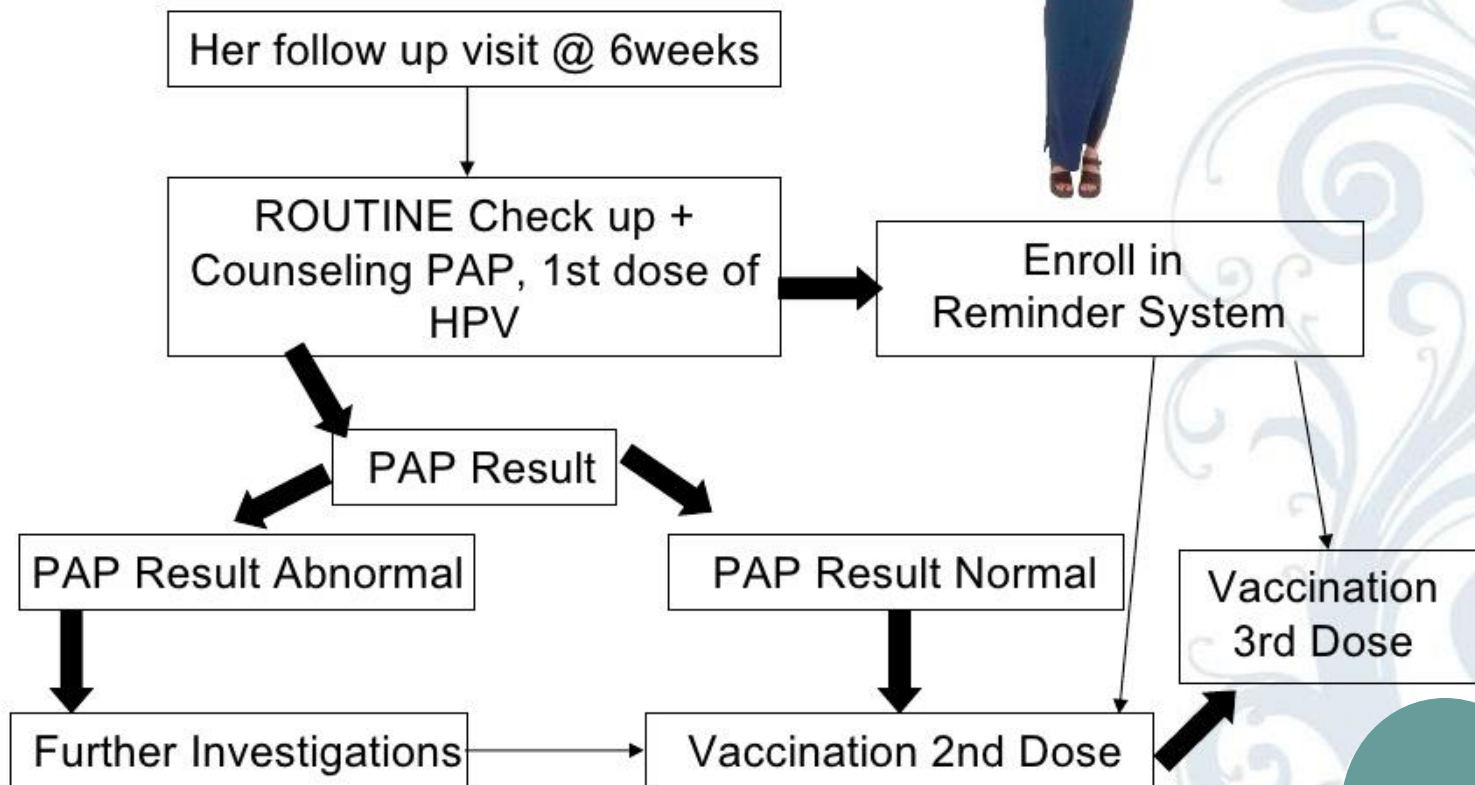 Her follow up visit @ 6weeks
ROUTINE Check up +
Counseling PAP, 1st dose of
HPV
Enroll in
Reminder System
PAP Result
PAP Result Abnormal
PAP Result Normal
Vaccination
3rd Dose
Further Investigations
Vaccination 2nd Dose